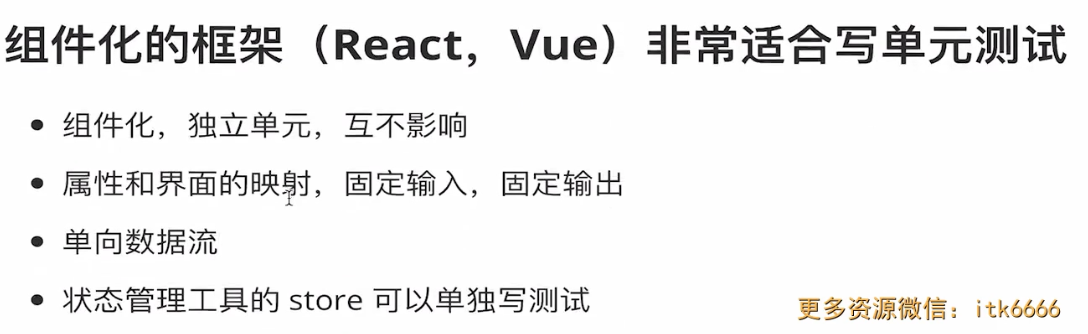 组件化的框架（React，Vue）非常适合写单元测试
• 组件化，独立单元，互不影响
• 属性和界面的映射，固定输入，固定输出
• 单向数据流
• 状态管理工具的 store 可以单独写测试
更多资源微信：itk6666